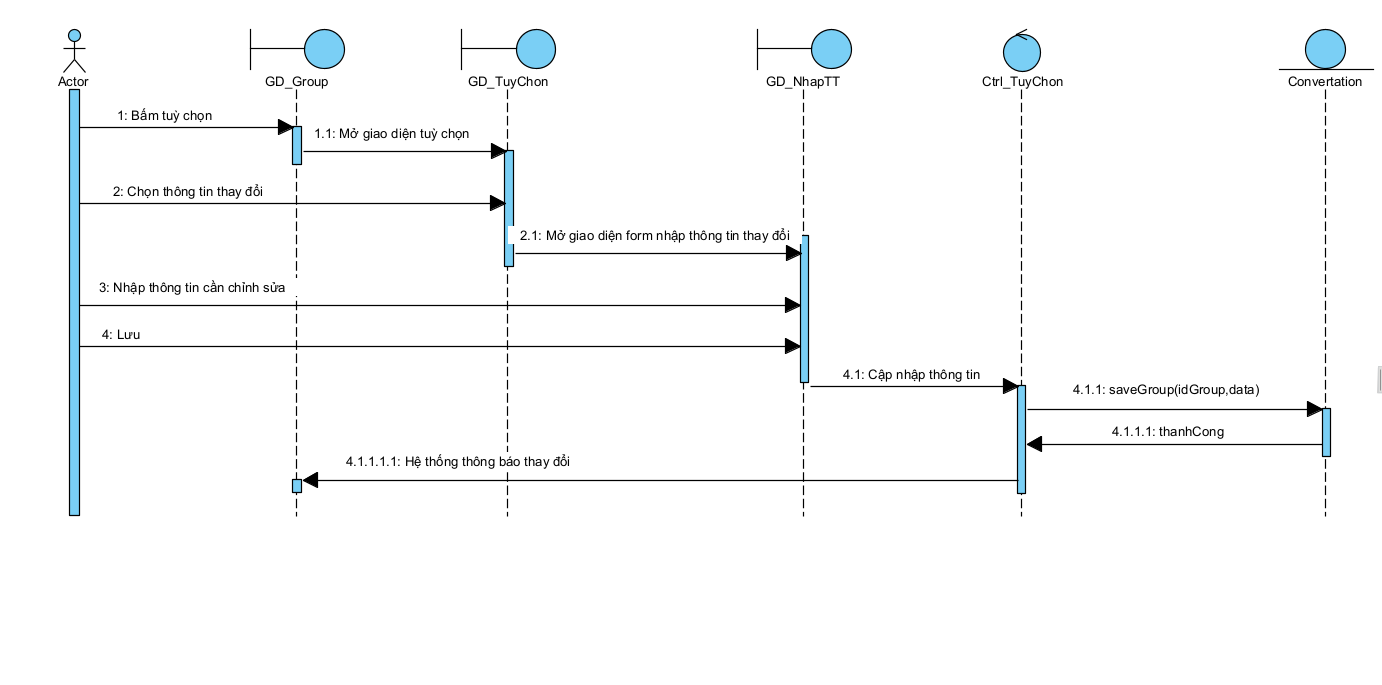 Actor
GD_Group
GD_TuyChon
GD_NhapTT
Ctrl_TuyChon
Convertation
1: Bấm tuỳ chọn
1.1: Mở giao diện tuỳ chọn
2: Chọn thông tin thay đổi
2.1: Mở giao diện form nhập thông tin thay đổi
3: Nhập thông tin cần chỉnh sửa
4: Lưu
4.1: Cập nhập thông tin
4.1.1: saveGroup(idGroup,data)
4.1.1.1: thanhCong
4.1.1.1.1: Hệ thống thông báo thay đổi